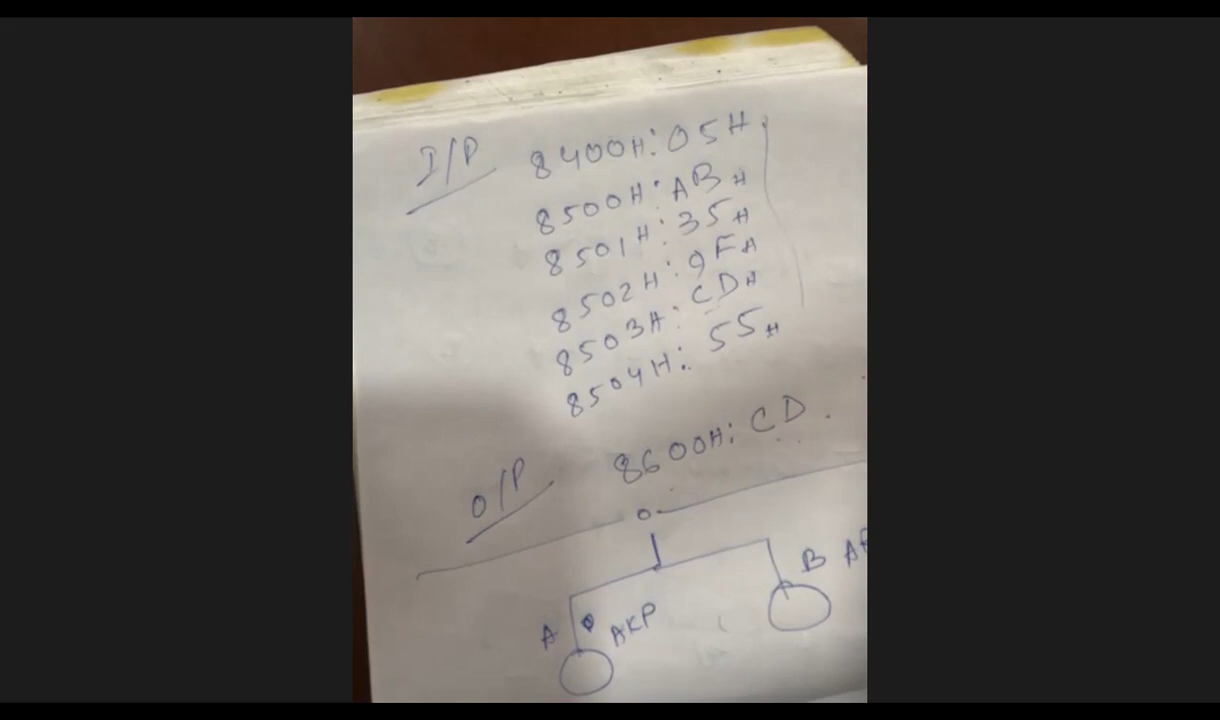 I/P 8400H: 05H
8500H: ABH
8501H: 35H
8502H: 9FH
8503H: CDH
8504H: 55H
O/P 8600H: CD.
A AKP
B